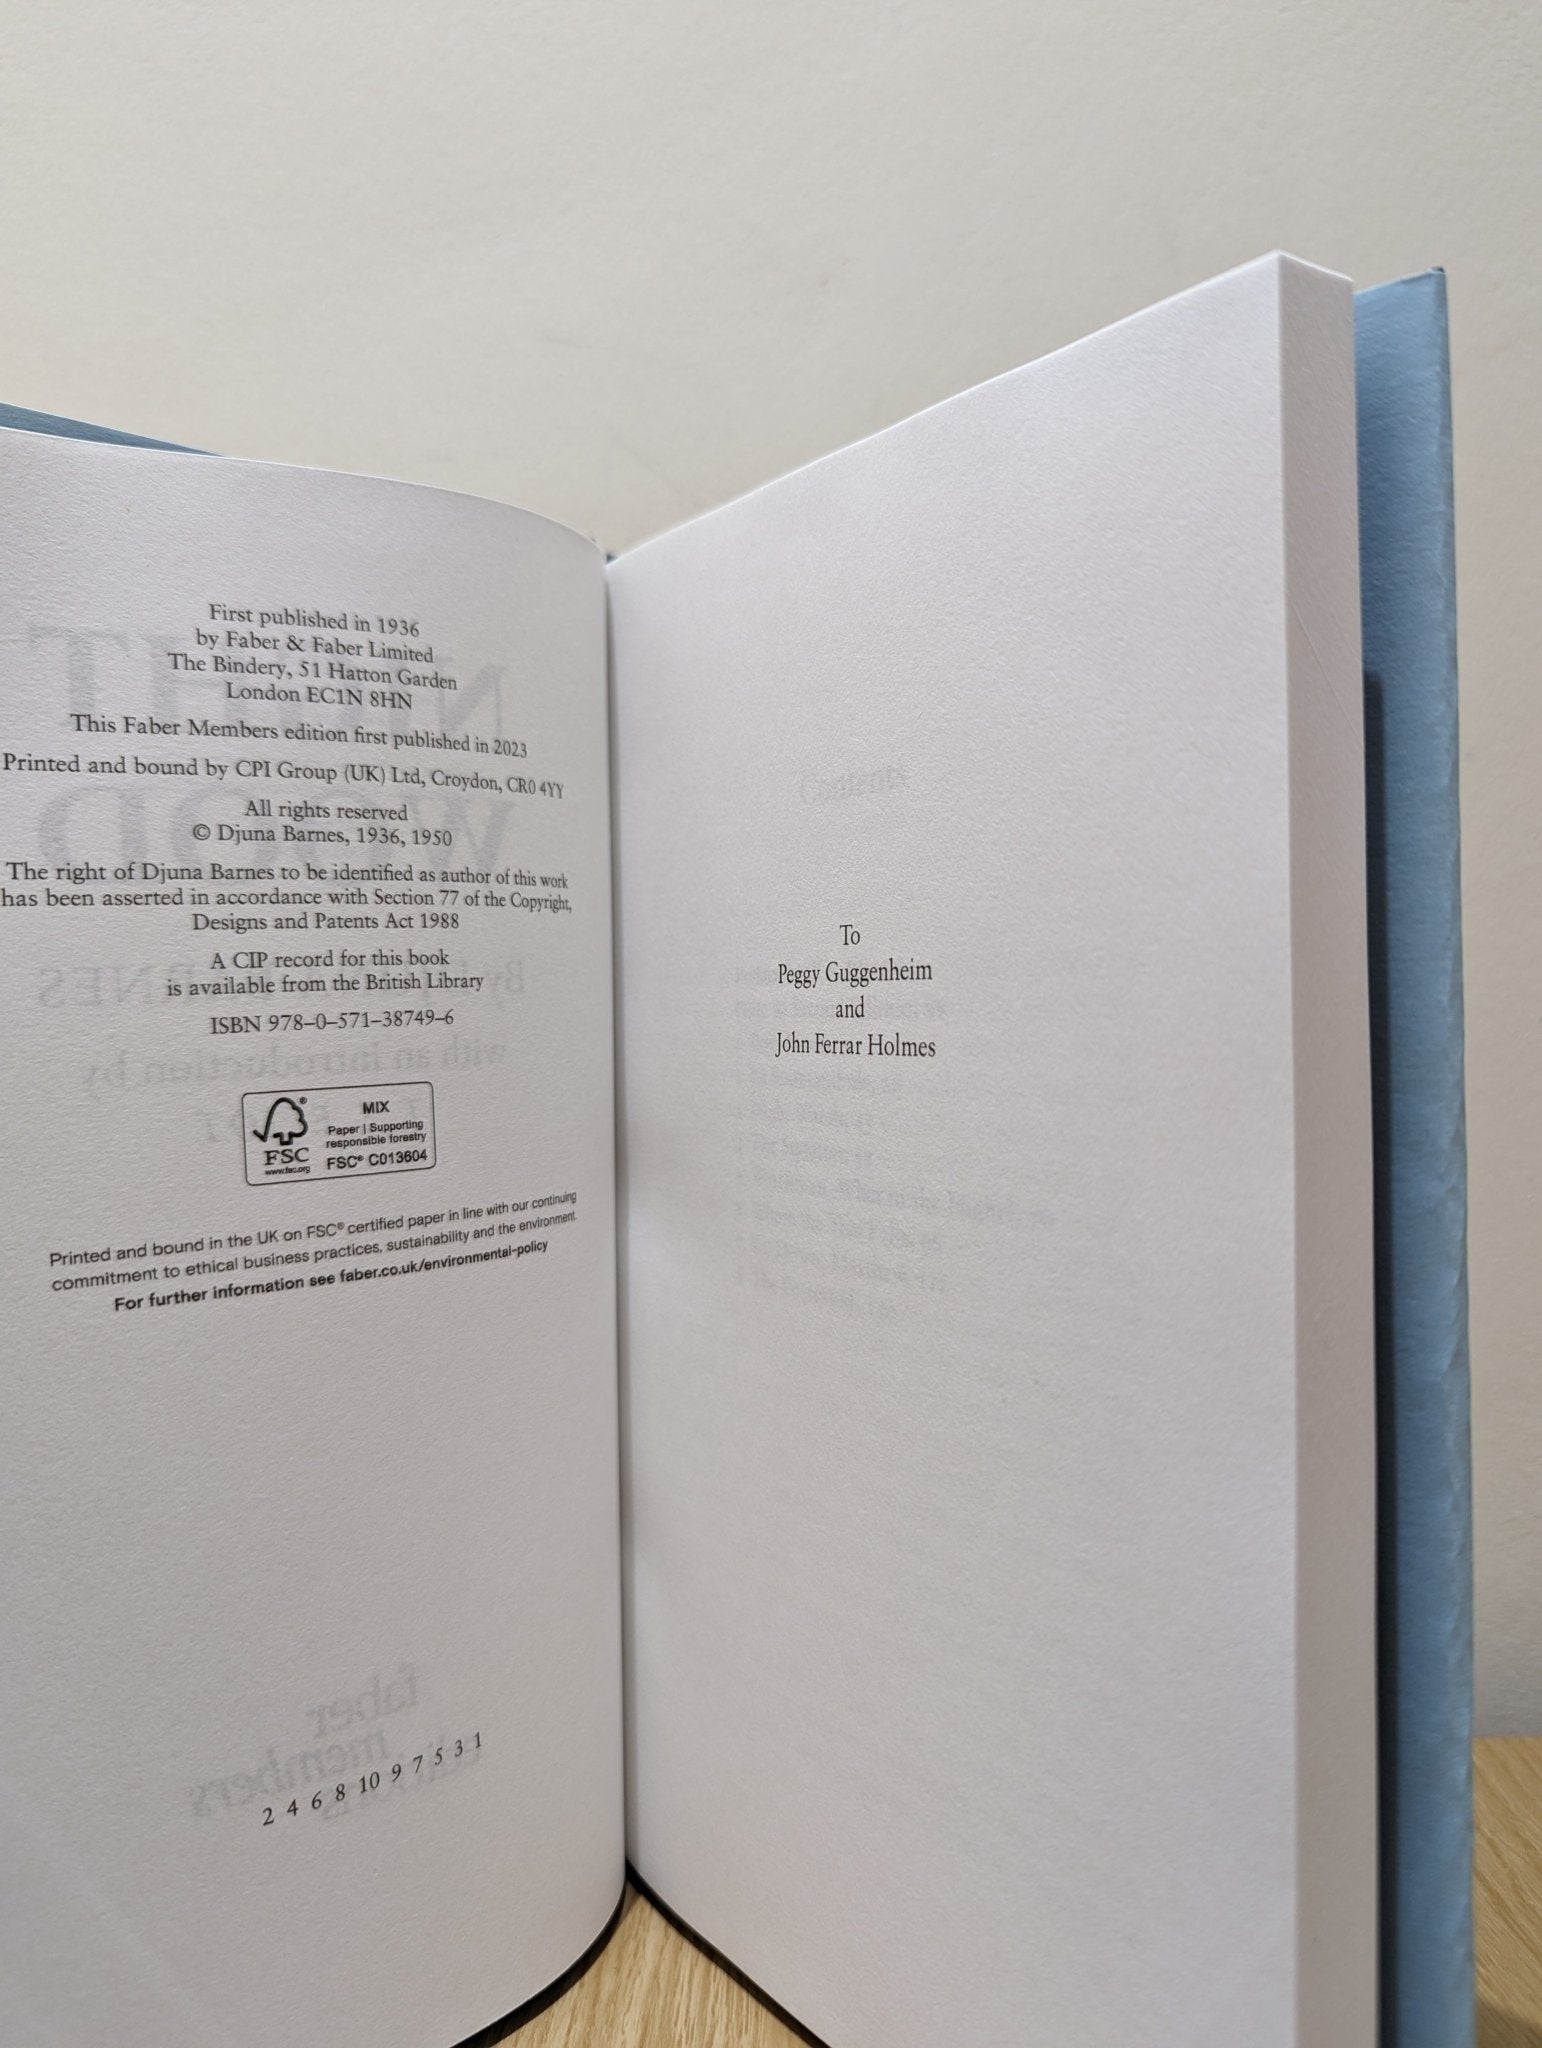 First published in 1936
by Faber & Faber Limited
The Bindery, 51 Hatton Garden
London EC1N 8HN
This Faber Members edition first published in 2023
Printed and bound by CPI Group (UK) Ltd, Croydon, CR0 4YY
All rights reserved
© Djuna Barnes, 1936, 1950
The right of Djuna Barnes to be identified as author of this work
has been asserted in accordance with Section 77 of the Copyright,
Designs and Patents Act 1988
A CIP record for this book
is available from the British Library
ISBN 978–0–571–38749–6
FSC
www.fsc.org
MIX
Paper | Supporting
responsible forestry
FSC® C013604
Printed and bound in the UK on FSC® certified paper in line with our continuing
commitment to ethical business practices, sustainability and the environment.
For further information see faber.co.uk/environmental-policy
faber
members
2 4 6 8 10 9 7 5 3 1
To
Peggy Guggenheim
and
John Ferrar Holmes